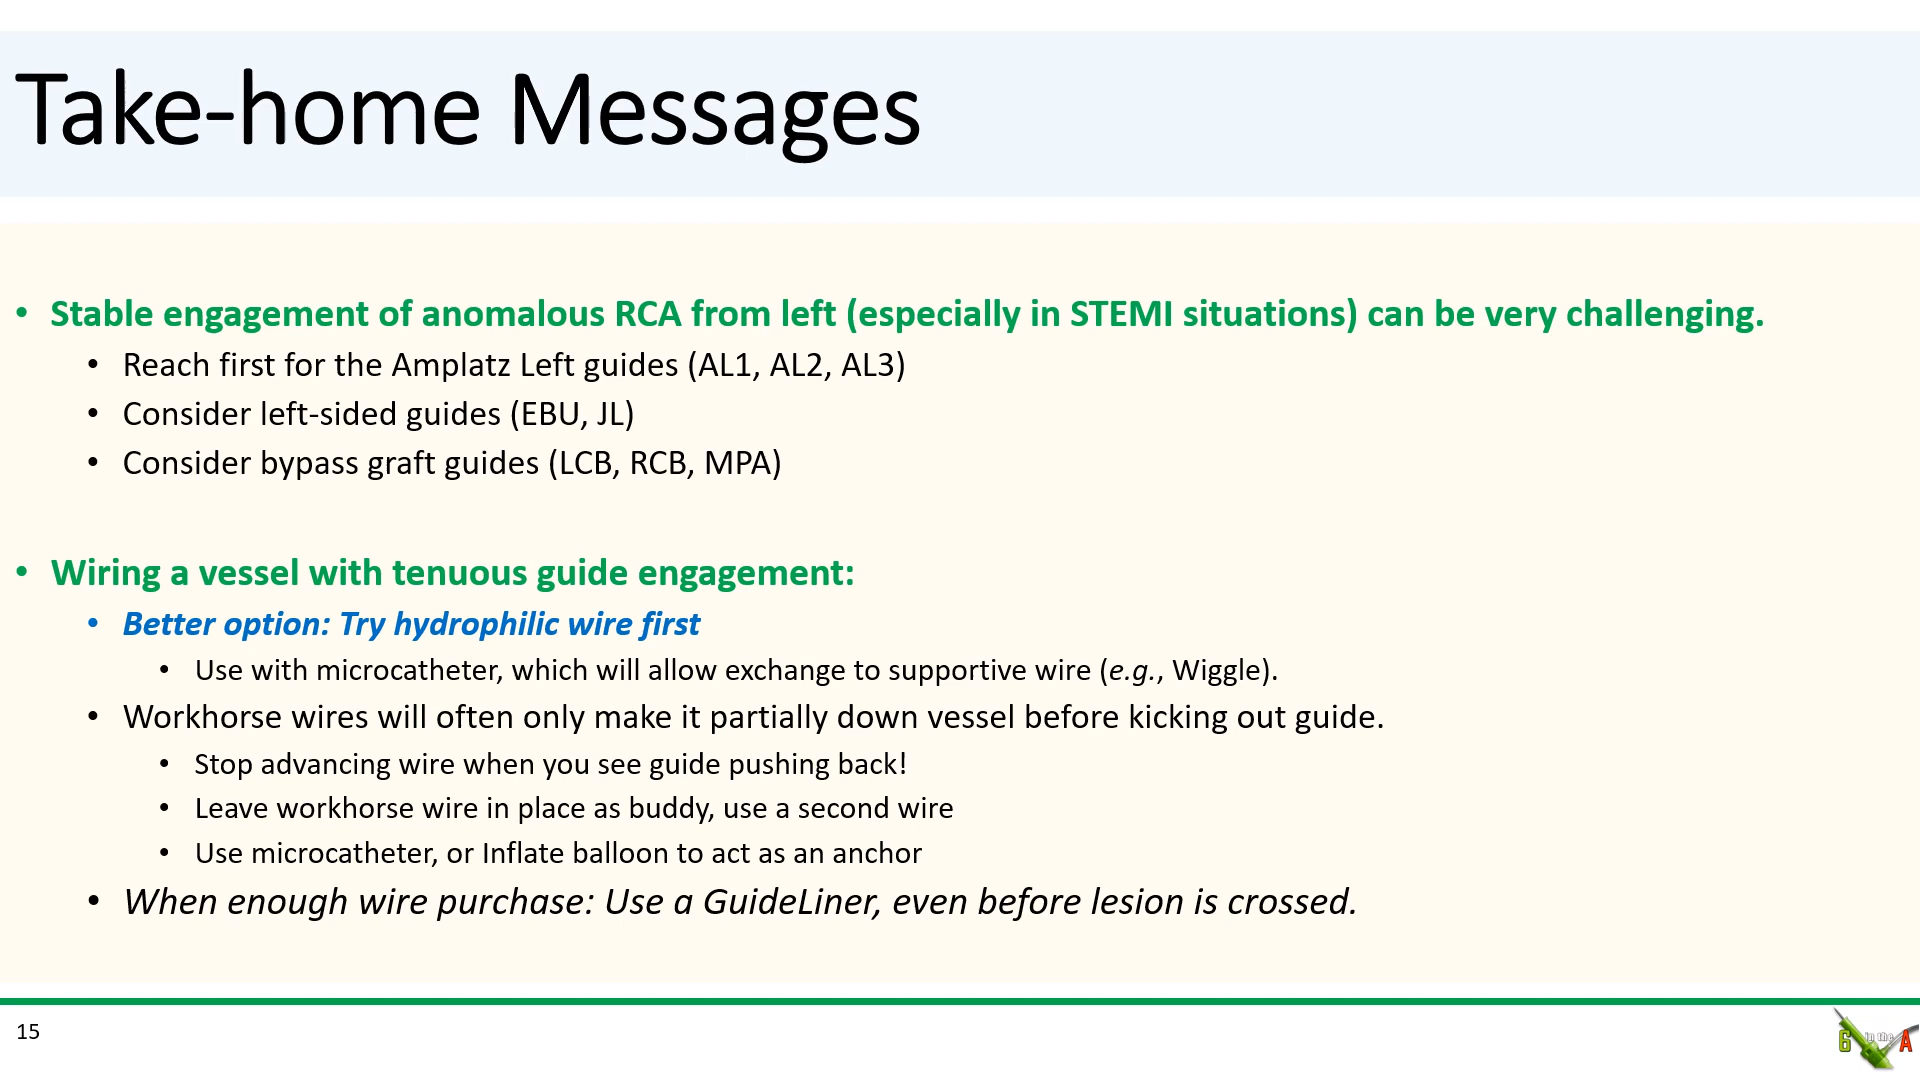 Take-home Messages
• Stable engagement of anomalous RCA from left (especially in STEMI situations) can be very challenging.
• Reach first for the Amplatz Left guides (AL1, AL2, AL3)
• Consider left-sided guides (EBU, JL)
• Consider bypass graft guides (LCB, RCB, MPA)
• Wiring a vessel with tenuous guide engagement:
• Better option: Try hydrophilic wire first
• Use with microcatheter, which will allow exchange to supportive wire (e.g., Wiggle).
• Workhorse wires will often only make it partially down vessel before kicking out guide.
• Stop advancing wire when you see guide pushing back!
• Leave workhorse wire in place as buddy, use a second wire
• Use microcatheter, or Inflate balloon to act as an anchor
• When enough wire purchase: Use a GuideLiner, even before lesion is crossed.
15
6 in the A